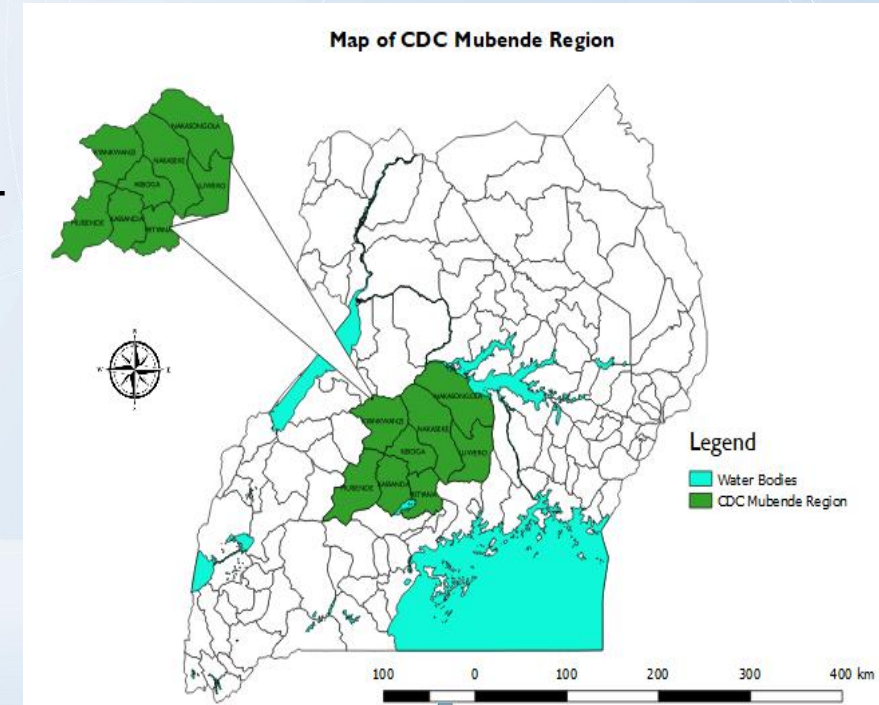 Map of CDC Mubende Region
NAKASONGOLA
KYANKWANZI
NAKASEKE
KIBOGA
LUWERO
MUBENDE
KASSANDA
MITYANA
N
W E
S
NAKASONGOLA
KYANKWANZI
NAKASEKE
KIBOGA
LUWERO
MUBENDE
KASSANDA
MITYANA
Legend
Water Bodies
CDC Mubende Region
100 0 100 200 300 400 km